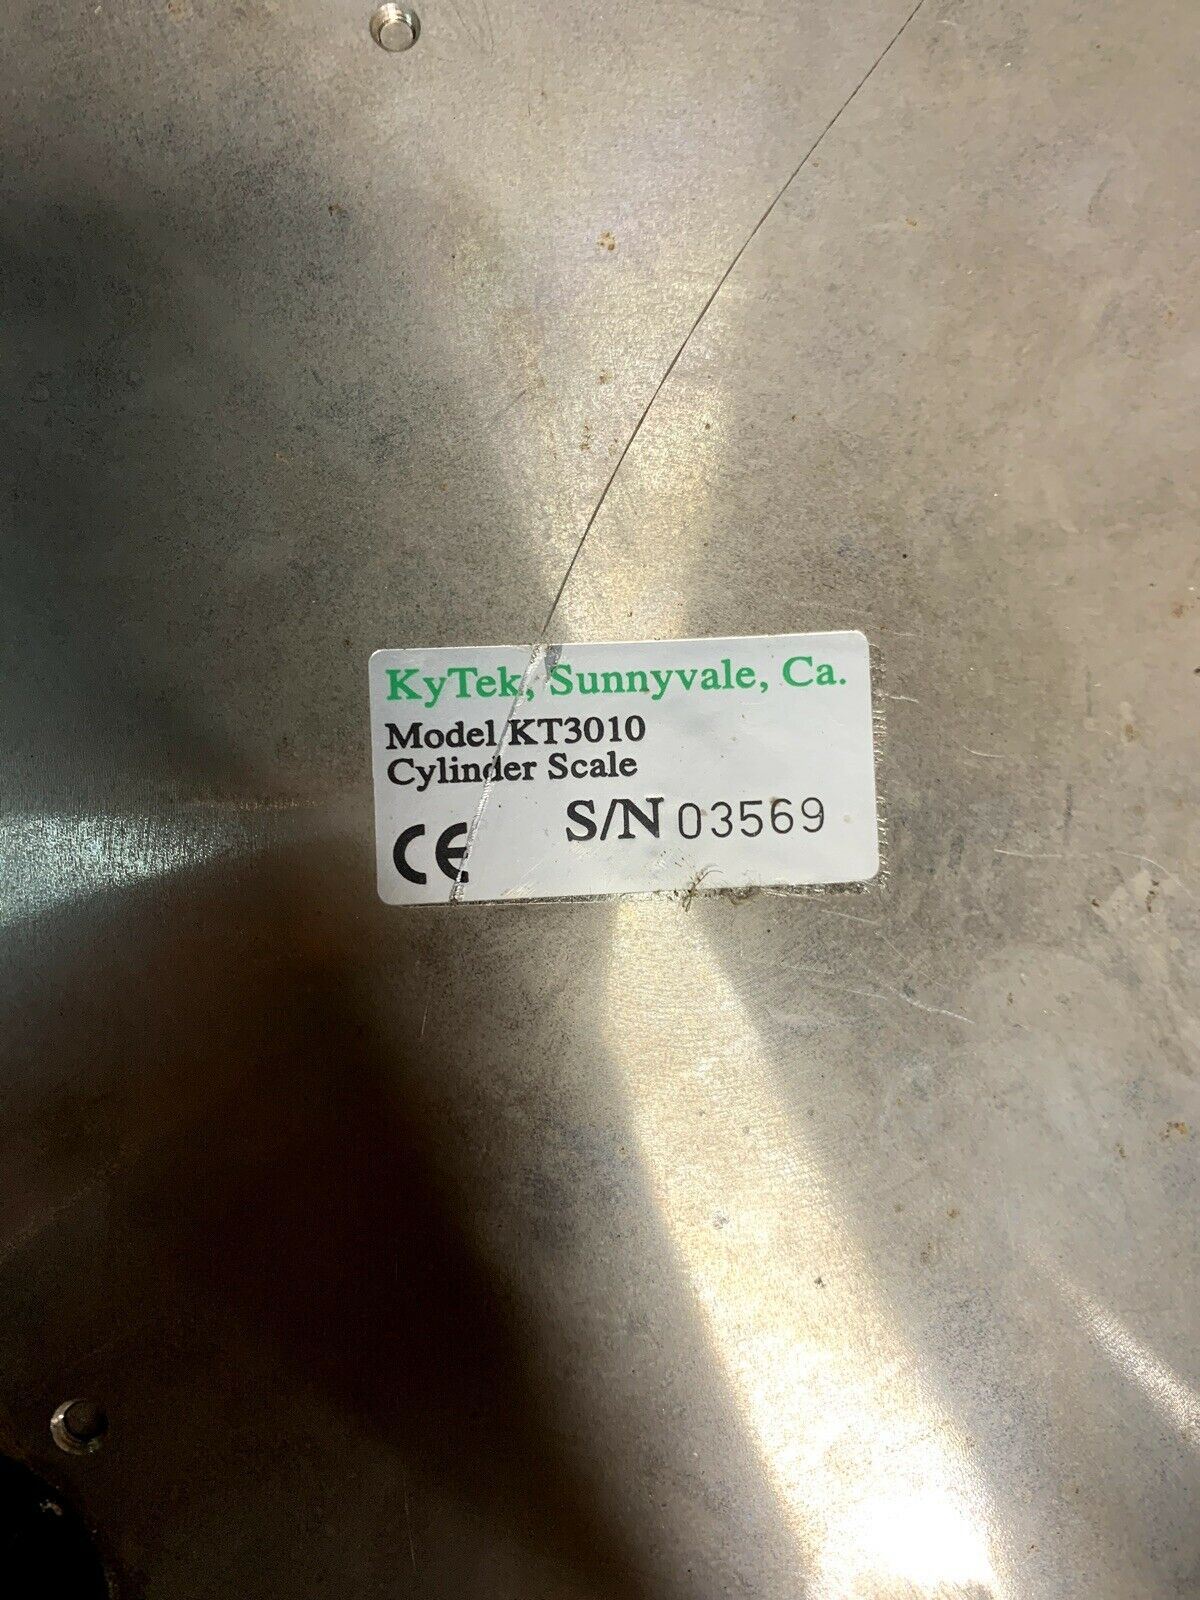 KyTek, Sunnyvale, Ca.
Model KT3010
Cylinder Scale
S/N 03569
CE